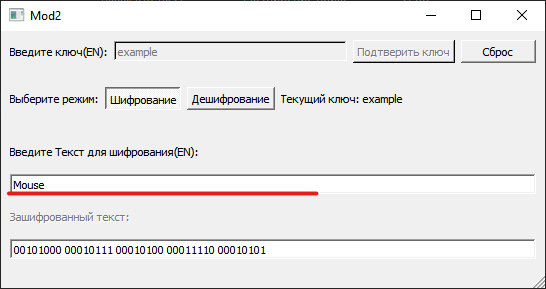 Mod2
Введите ключ(EN): example Подтверить ключ Сброс
Выберите режим: Шифрование Дешифрование Текущий ключ: example
Введите Текст для шифрования(EN):
Mouse
Зашифрованный текст:
00101000 00010111 00010100 00011110 00010101